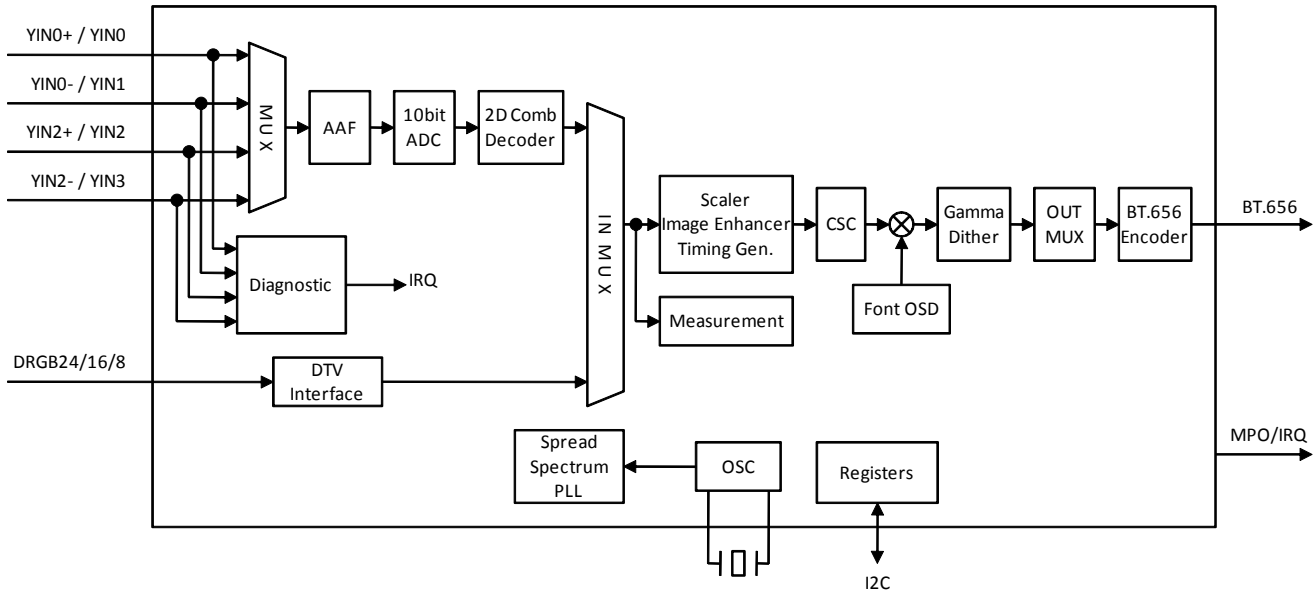 YIN0+ / YIN0
YIN0- / YIN1
YIN2+ / YIN2
YIN2- / YIN3
MUX
AAF
10bit
ADC
2D Comb
Decoder
IN MUX
Scaler
Image Enhancer
Timing Gen.
CSC
Gamma
Dither
OUT
MUX
BT.656
Encoder
BT.656
Diagnostic
IRQ
Measurement
Font OSD
DRGB24/16/8
DTV
Interface
Spread
Spectrum
PLL
OSC
Registers
MPO/IRQ
I2C